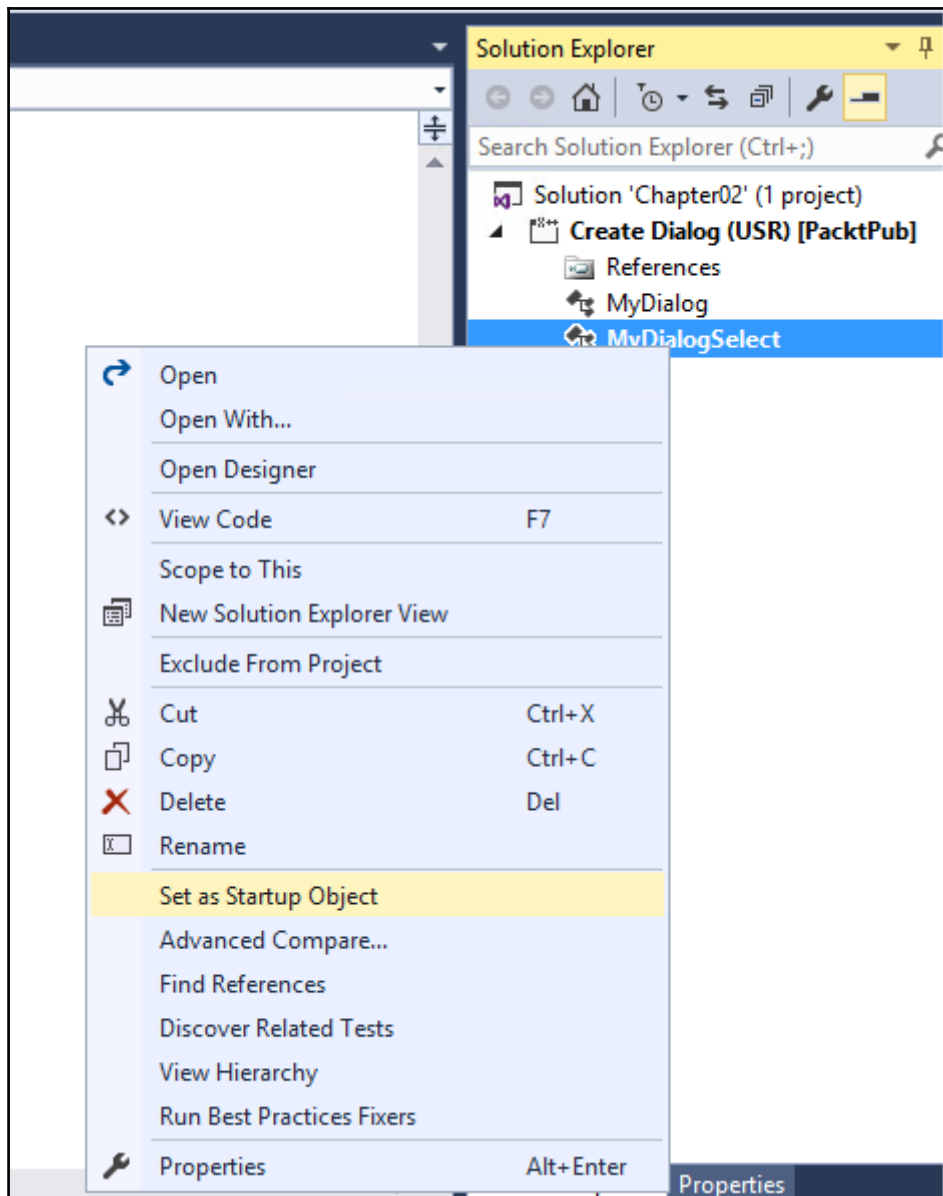 Solution Explorer
Search Solution Explorer (Ctrl+;)
Solution 'Chapter02' (1 project)
Create Dialog (USR) [PacktPub]
References
MyDialog
MyDialogSelect
Open
Open With...
Open Designer
View Code F7
Scope to This
New Solution Explorer View
Exclude From Project
Cut Ctrl+X
Copy Ctrl+C
Delete Del
Rename
Set as Startup Object
Advanced Compare...
Find References
Discover Related Tests
View Hierarchy
Run Best Practices Fixers
Properties Alt+Enter
Properties